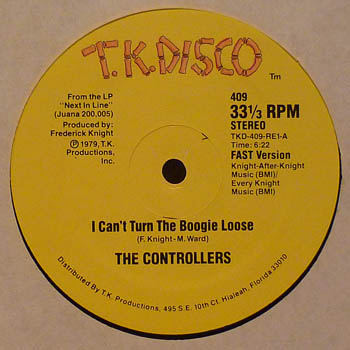 T.K.DISCO
TM
From the LP
"Next In Line"
(Juana 200,005)
Produced by:
Frederick Knight
℗ 1979, T.K.
Productions,
Inc.
409
33⅓ RPM
STEREO
TKD-409-RE1-A
Time: 6:22
FAST Version
Knight-After-Knight
Music (BMI)/
Every Knight
Music (BMI)
I Can't Turn The Boogie Loose
(F. Knight-M. Ward)
THE CONTROLLERS
Distributed By T.K. Productions, 495 S.E. 10th Ct. Hialeah, Florida 33010